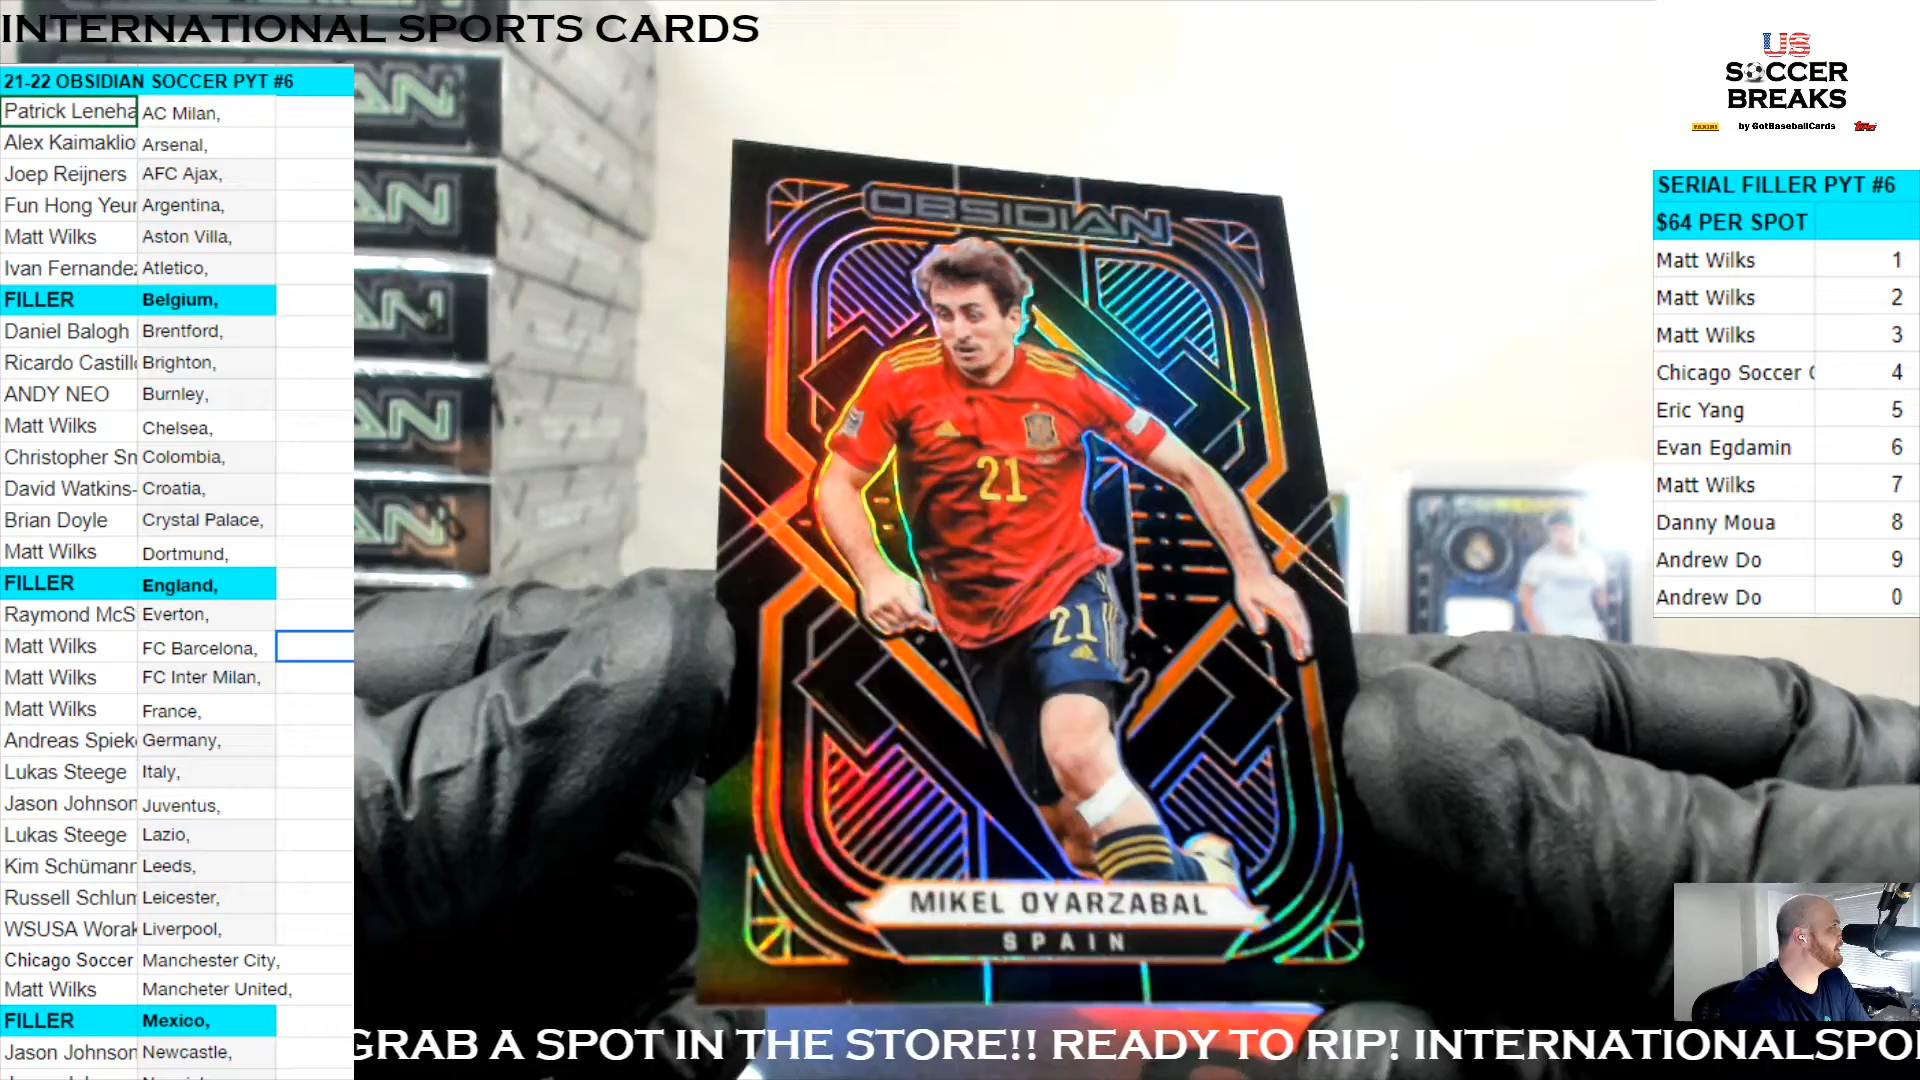 INTERNATIONAL SPORTS CARDS
21-22 OBSIDIAN SOCCER PYT #6
Patrick Leneha AC Milan,
Alex Kaimaklio Arsenal,
Joep Reijners AFC Ajax,
Fun Hong Yeun Argentina,
Matt Wilks Aston Villa,
Ivan Fernandez Atletico,
FILLER Belgium,
Daniel Balogh Brentford,
Ricardo Castillo Brighton,
ANDY NEO Burnley,
Matt Wilks Chelsea,
Christopher Sn Colombia,
David Watkins- Croatia,
Brian Doyle Crystal Palace,
Matt Wilks Dortmund,
FILLER England,
Raymond McS Everton,
Matt Wilks FC Barcelona,
Matt Wilks FC Inter Milan,
Matt Wilks France,
Andreas Spiek Germany,
Lukas Steege Italy,
Jason Johnson Juventus,
Lukas Steege Lazio,
Kim Schümann Leeds,
Russell Schlum Leicester,
WSUSA Worak Liverpool,
Chicago Soccer Manchester City,
Matt Wilks Mancheter United,
FILLER Mexico,
Jason Johnson Newcastle,
OBSIDIAN
21
21
MIKEL OYARZABAL
SPAIN
US
SOCCER
BREAKS
PANINI by GotBaseballCards Topps
SERIAL FILLER PYT #6
$64 PER SPOT
Matt Wilks 1
Matt Wilks 2
Matt Wilks 3
Chicago Soccer 4
Eric Yang 5
Evan Egdamin 6
Matt Wilks 7
Danny Moua 8
Andrew Do 9
Andrew Do 0
GRAB A SPOT IN THE STORE!! READY TO RIP! INTERNATIONALSPO